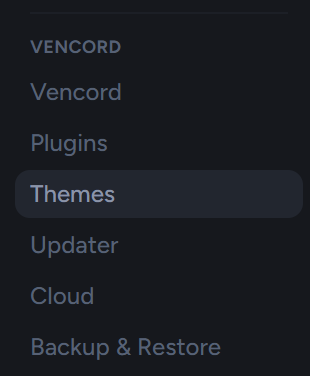 VENCORD
Vencord
Plugins
Themes
Updater
Cloud
Backup & Restore